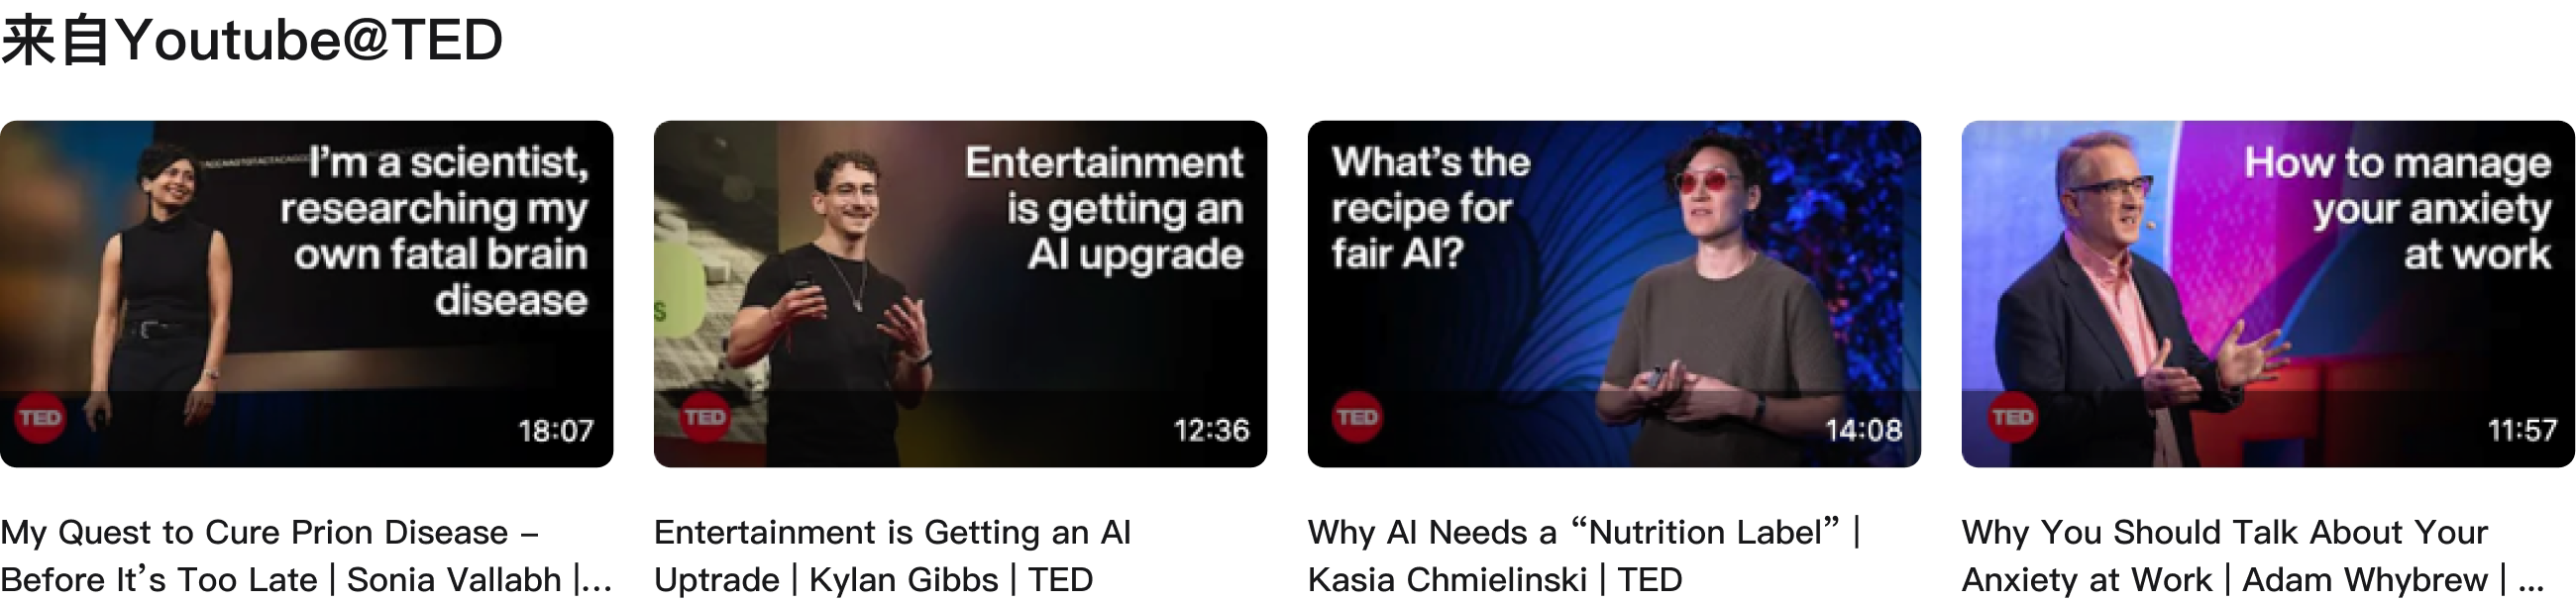 来自Youtube@TED
I'm a scientist,
researching my
own fatal brain
disease
TED
18:07
Entertainment
is getting an
AI upgrade
S
TED
12:36
What's the
recipe for
fair AI?
TED
14:08
How to manage
your anxiety
at work
TED
11:57
My Quest to Cure Prion Disease –
Before It's Too Late | Sonia Vallabh |...
Entertainment is Getting an AI
Uptrade | Kylan Gibbs | TED
Why AI Needs a “Nutrition Label” |
Kasia Chmielinski | TED
Why You Should Talk About Your
Anxiety at Work | Adam Whybrew | ...